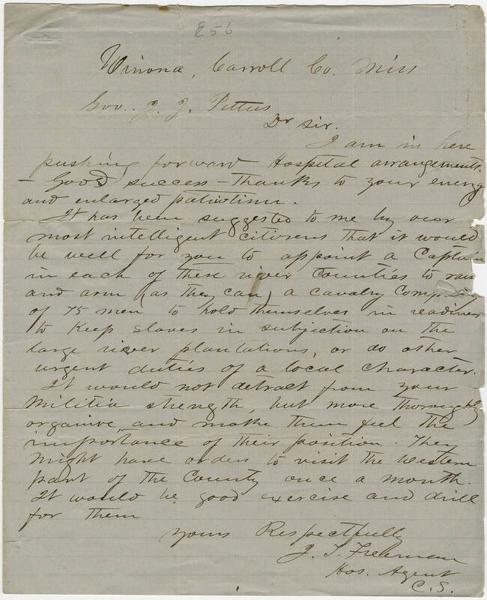 E56
Winona, Carroll Co. Miss
Gov. J. J. Pettus
Dr Sir.
I am in here
pushing forward Hospital arrangements.
- Good success - thanks to your energy
and enlarged patriotism.
It has been suggested to me by our
most intelligent citizens that it would
be well for you to appoint a Captain
in each of these river Counties to
and arm (as they can) a cavalry Company
of 75 men to hold themselves in readiness
to keep slaves in subjection on the
large river plantations, or do other
urgent duties of a local character.
It would not detract from your
Militia strength, but more thoroughly
organize, and make them feel the
importance of their position. They
might have orders to visit the western
part of the County once a month.
It would be good exercise and drill
for them
Yours Respectfully
J. Freeman
Hos. Agent
C.S.